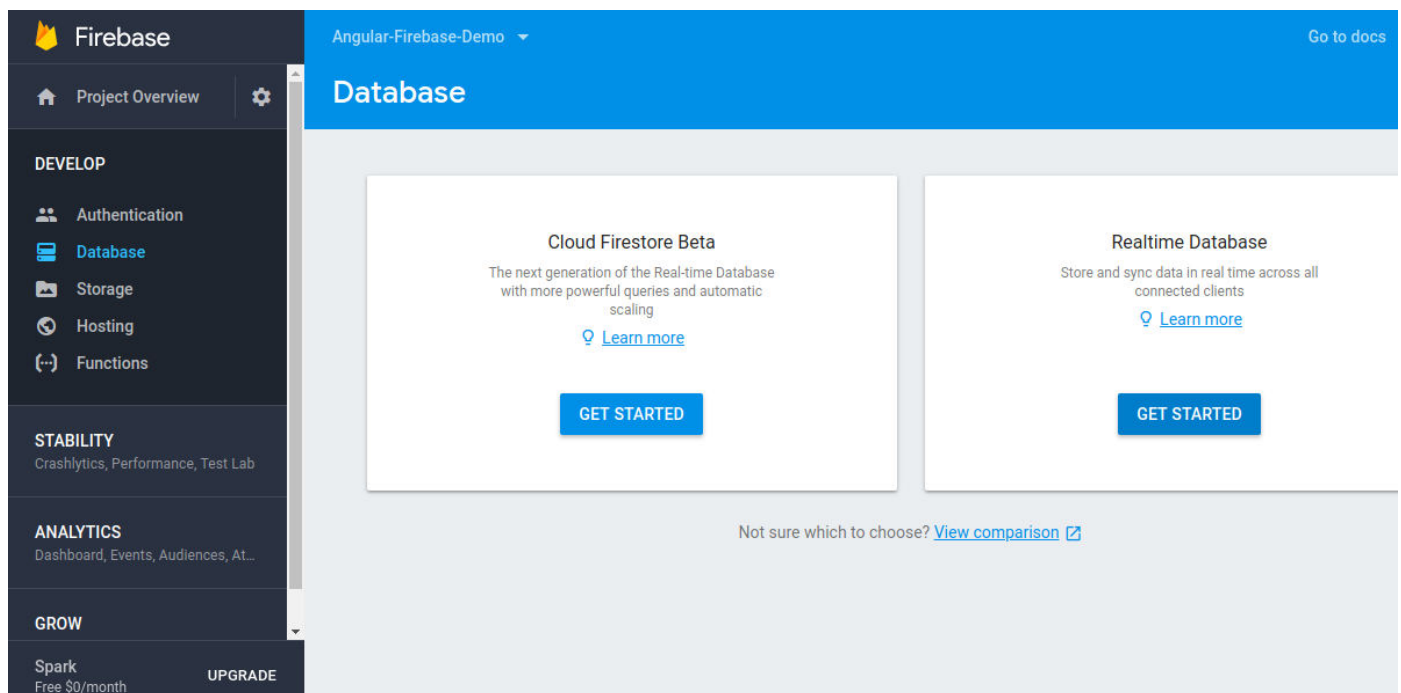 Firebase
Project Overview
DEVELOP
Authentication
Database
Storage
Hosting
Functions
STABILITY
Crashlytics, Performance, Test Lab
ANALYTICS
Dashboard, Events, Audiences, At…
GROW
Spark
Free $0/month
UPGRADE
Angular-Firebase-Demo
Go to docs
Database
Cloud Firestore Beta
The next generation of the Real-time Database
with more powerful queries and automatic
scaling
Learn more
GET STARTED
Realtime Database
Store and sync data in real time across all
connected clients
Learn more
GET STARTED
Not sure which to choose? View comparison